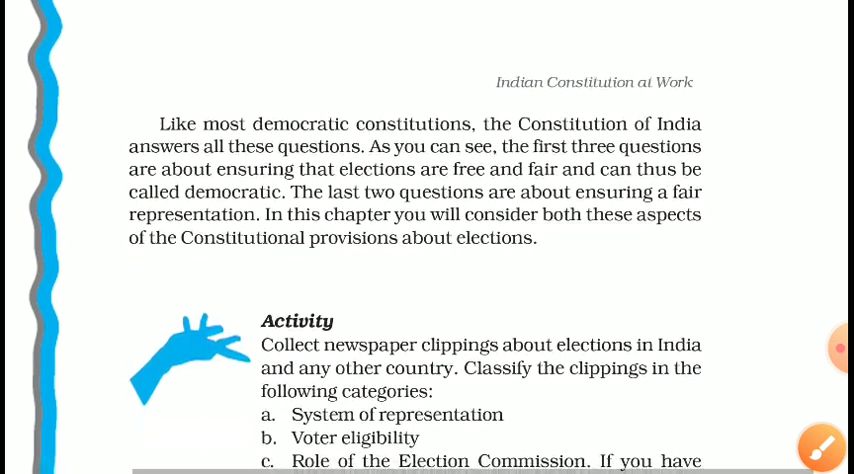 Indian Constitution at Work
Like most democratic constitutions, the Constitution of India
answers all these questions. As you can see, the first three questions
are about ensuring that elections are free and fair and can thus be
called democratic. The last two questions are about ensuring a fair
representation. In this chapter you will consider both these aspects
of the Constitutional provisions about elections.
Activity
Collect newspaper clippings about elections in India
and any other country. Classify the clippings in the
following categories:
a. System of representation
b. Voter eligibility
c. Role of the Election Commission. If you have